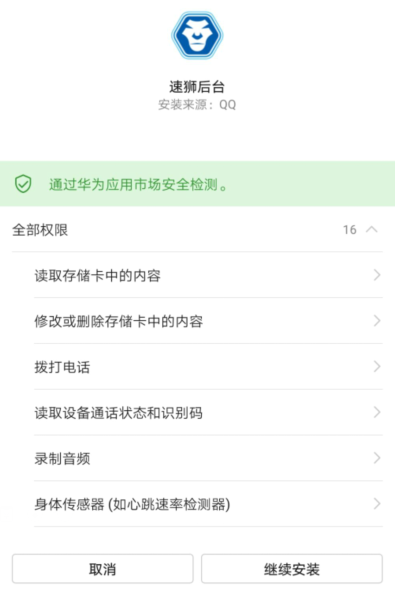 速狮后台
安装来源：QQ
通过华为应用市场安全检测。
全部权限 16
读取存储卡中的内容
修改或删除存储卡中的内容
拨打电话
读取设备通话状态和识别码
录制音频
身体传感器 (如心跳速率检测器)
取消 继续安装